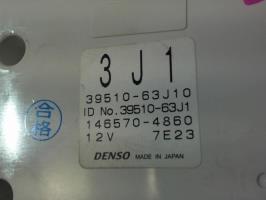 3J1
39510-63J10
ID No.39510-63J1
146570-4860
12V 7E23
DENSO MADE IN JAPAN
合格